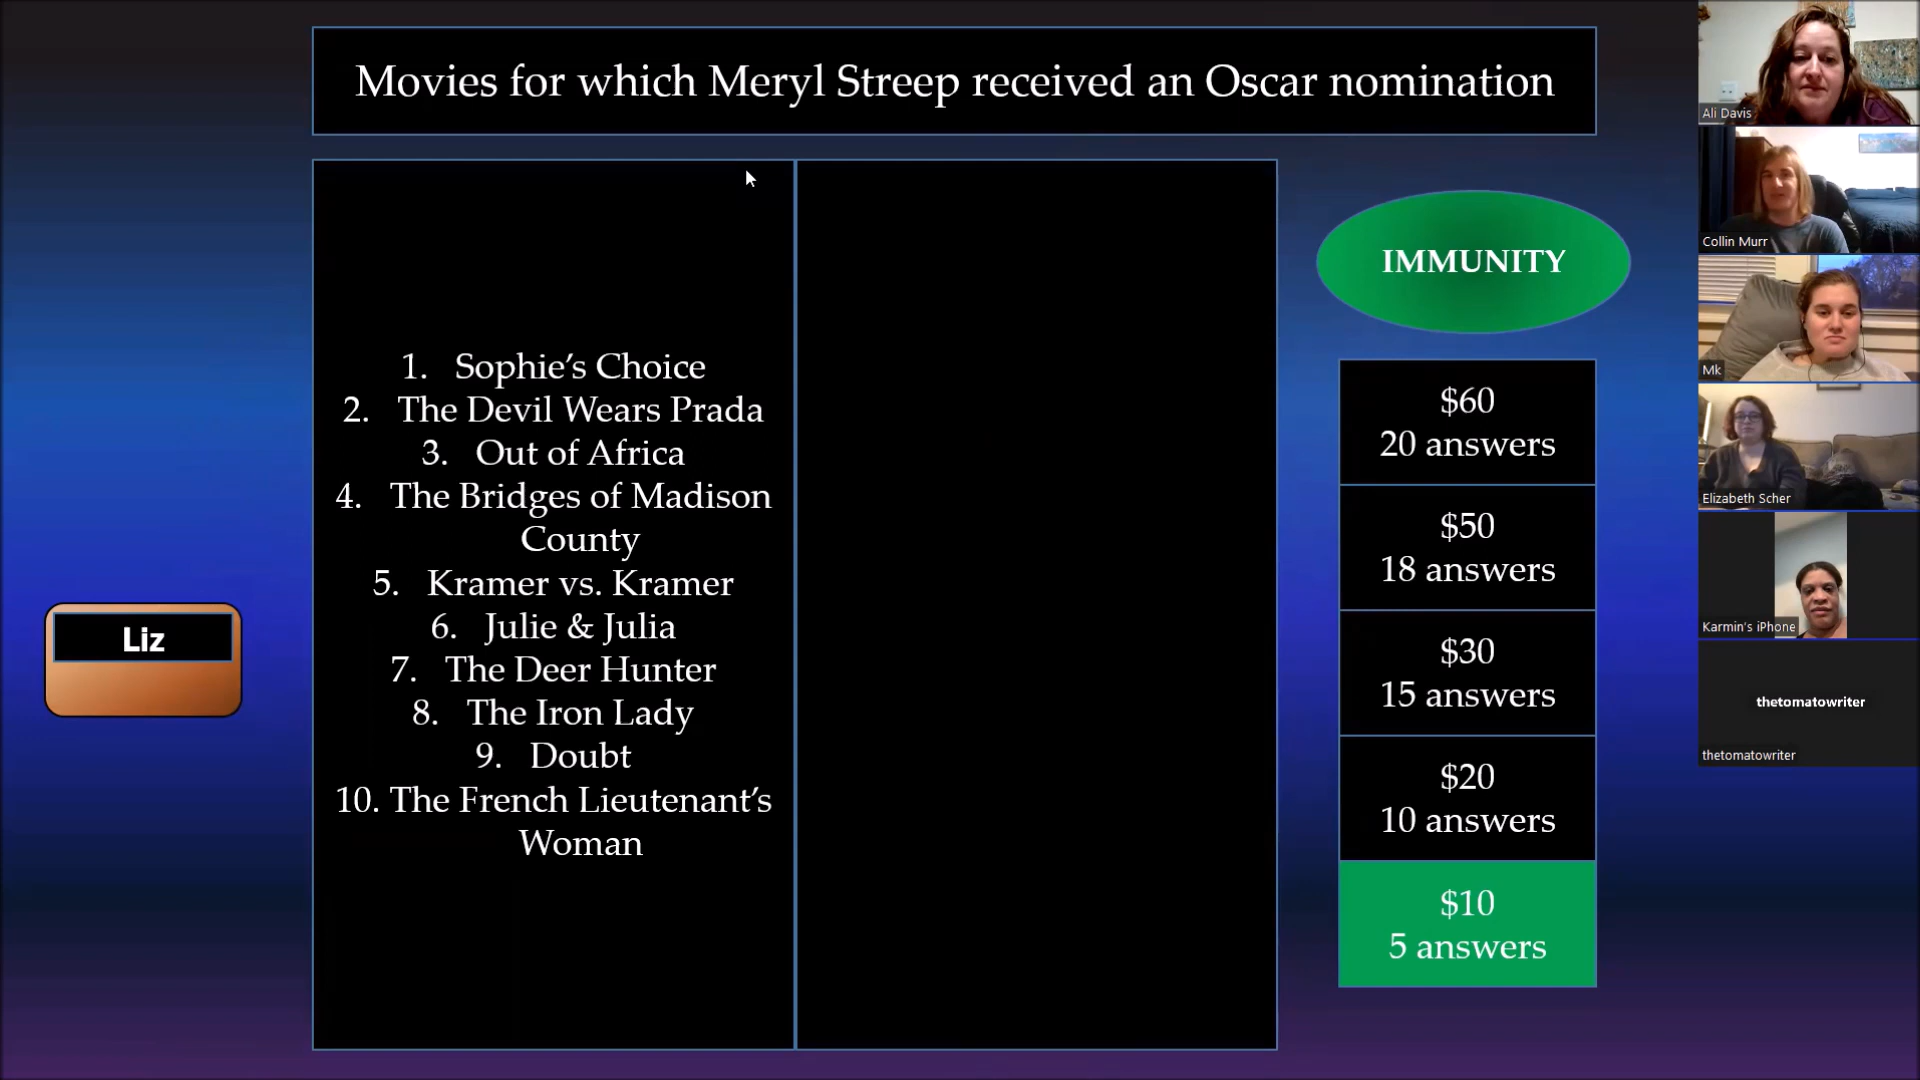 Movies for which Meryl Streep received an Oscar nomination
1. Sophie’s Choice
2. The Devil Wears Prada
3. Out of Africa
4. The Bridges of Madison
County
5. Kramer vs. Kramer
6. Julie & Julia
7. The Deer Hunter
8. The Iron Lady
9. Doubt
10. The French Lieutenant’s
Woman
Liz
IMMUNITY
$60
20 answers
$50
18 answers
$30
15 answers
$20
10 answers
$10
5 answers
Ali Davis
Collin Murr
Mk
Elizabeth Scher
Karmin's iPhone
thetomatowriter
thetomatowriter